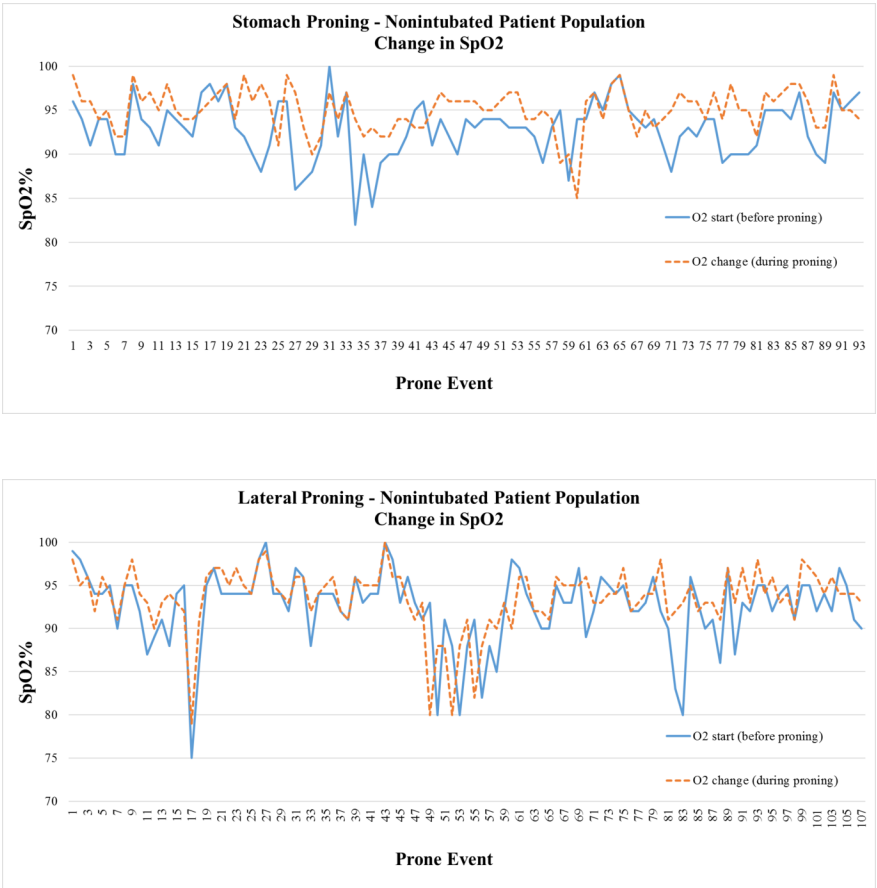 Stomach Proning - Nonintubated Patient Population
Change in SpO2
100
95
90
85
80
75
70
SpO2%
O2 start (before proning)
O2 change (during proning)
1 3 5 7 9 11 13 15 17 19 21 23 25 27 29 31 33 35 37 39 41 43 45 47 49 51 53 55 57 59 61 63 65 67 69 71 73 75 77 79 81 83 85 87 89 91 93
Prone Event
Lateral Proning - Nonintubated Patient Population
Change in SpO2
100
95
90
85
80
75
70
SpO2%
O2 start (before proning)
O2 change (during proning)
1 3 5 7 9 11 13 15 17 19 21 23 25 27 29 31 33 35 37 39 41 43 45 47 49 51 53 55 57 59 61 63 65 67 69 71 73 75 77 79 81 83 85 87 89 91 93 95 97 99 101 103 105 107
Prone Event